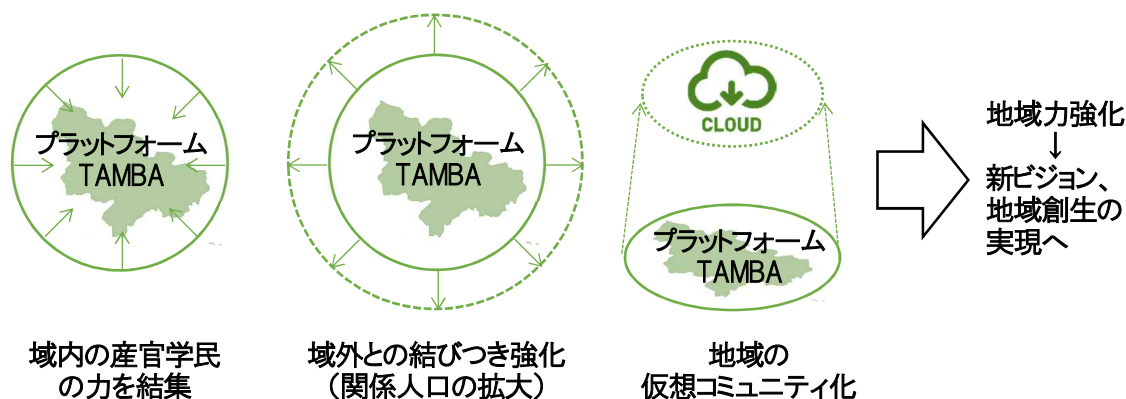 プラットフォーム
TAMBA
域内の産官学民
の力を結集
プラットフォーム
TAMBA
域外との結びつき強化
（関係人口の拡大）
CLOUD
プラットフォーム
TAMBA
地域の
仮想コミュニティ化
地域力強化
↓
新ビジョン、
地域創生の
実現へ